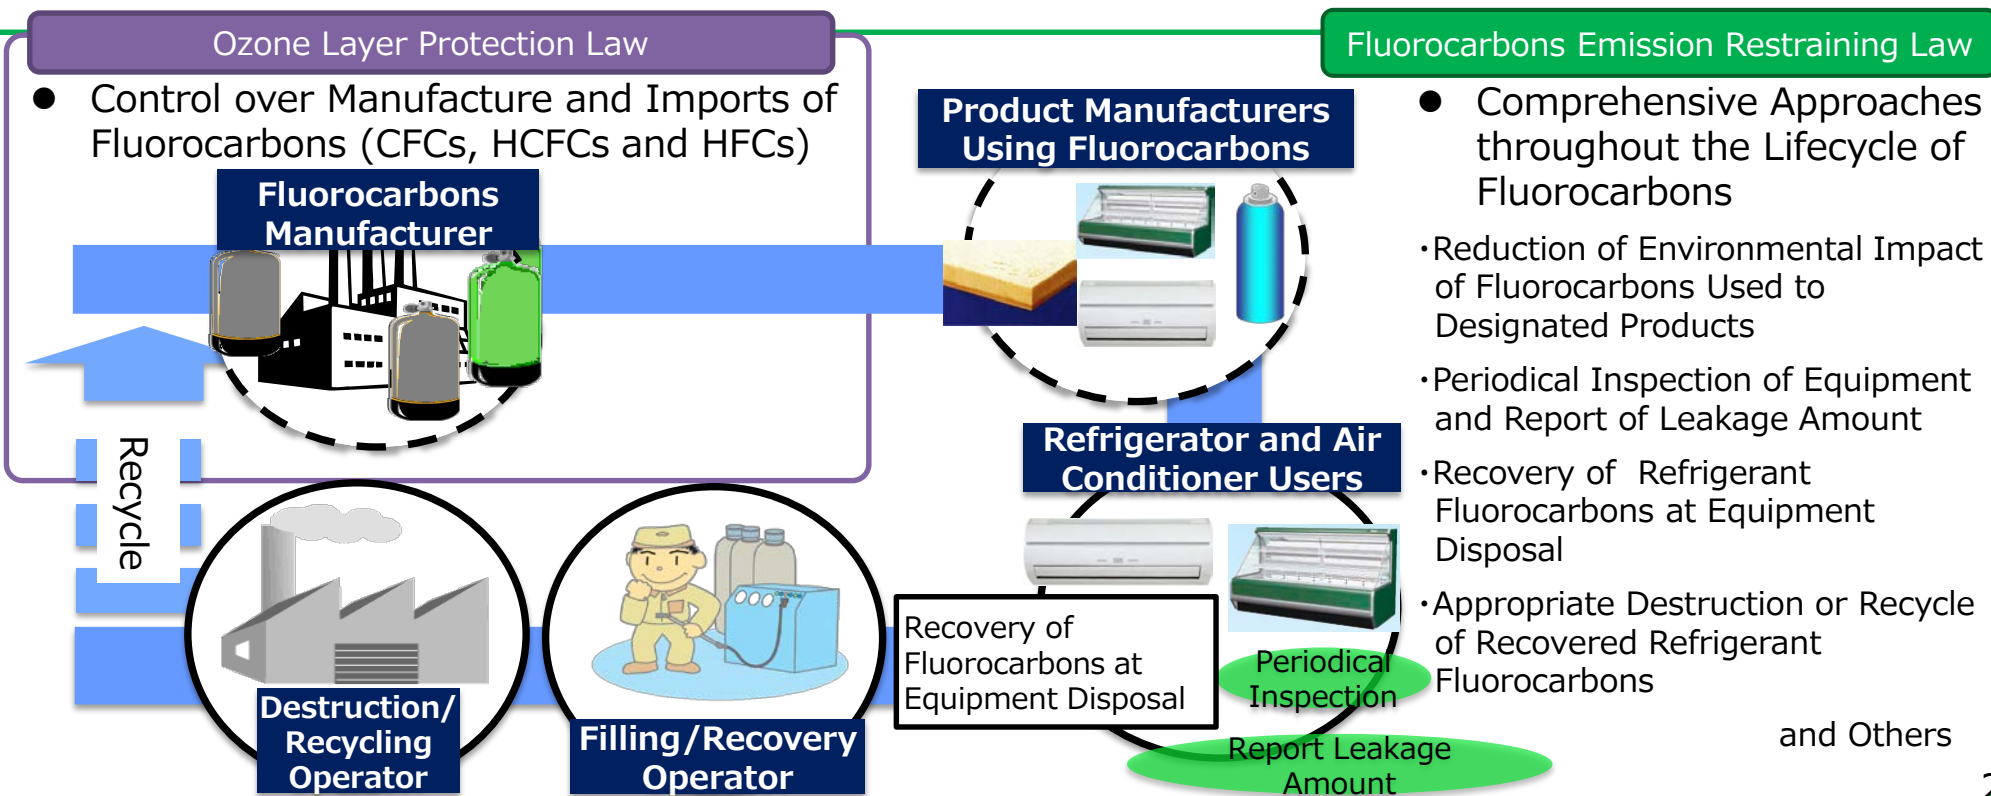 Ozone Layer Protection Law
● Control over Manufacture and Imports of
Fluorocarbons (CFCs, HCFCs and HFCs)
Fluorocarbons
Manufacturer
Product Manufacturers
Using Fluorocarbons
Refrigerator and Air
Conditioner Users
Recovery of
Fluorocarbons at
Equipment Disposal
Periodical
Inspection
Report Leakage
Amount
Filling/Recovery
Operator
Destruction/
Recycling
Operator
Recycle
Fluorocarbons Emission Restraining Law
● Comprehensive Approaches
throughout the Lifecycle of
Fluorocarbons
・Reduction of Environmental Impact
of Fluorocarbons Used to
Designated Products
・Periodical Inspection of Equipment
and Report of Leakage Amount
・Recovery of Refrigerant
Fluorocarbons at Equipment
Disposal
・Appropriate Destruction or Recycle
of Recovered Refrigerant
Fluorocarbons
and Others